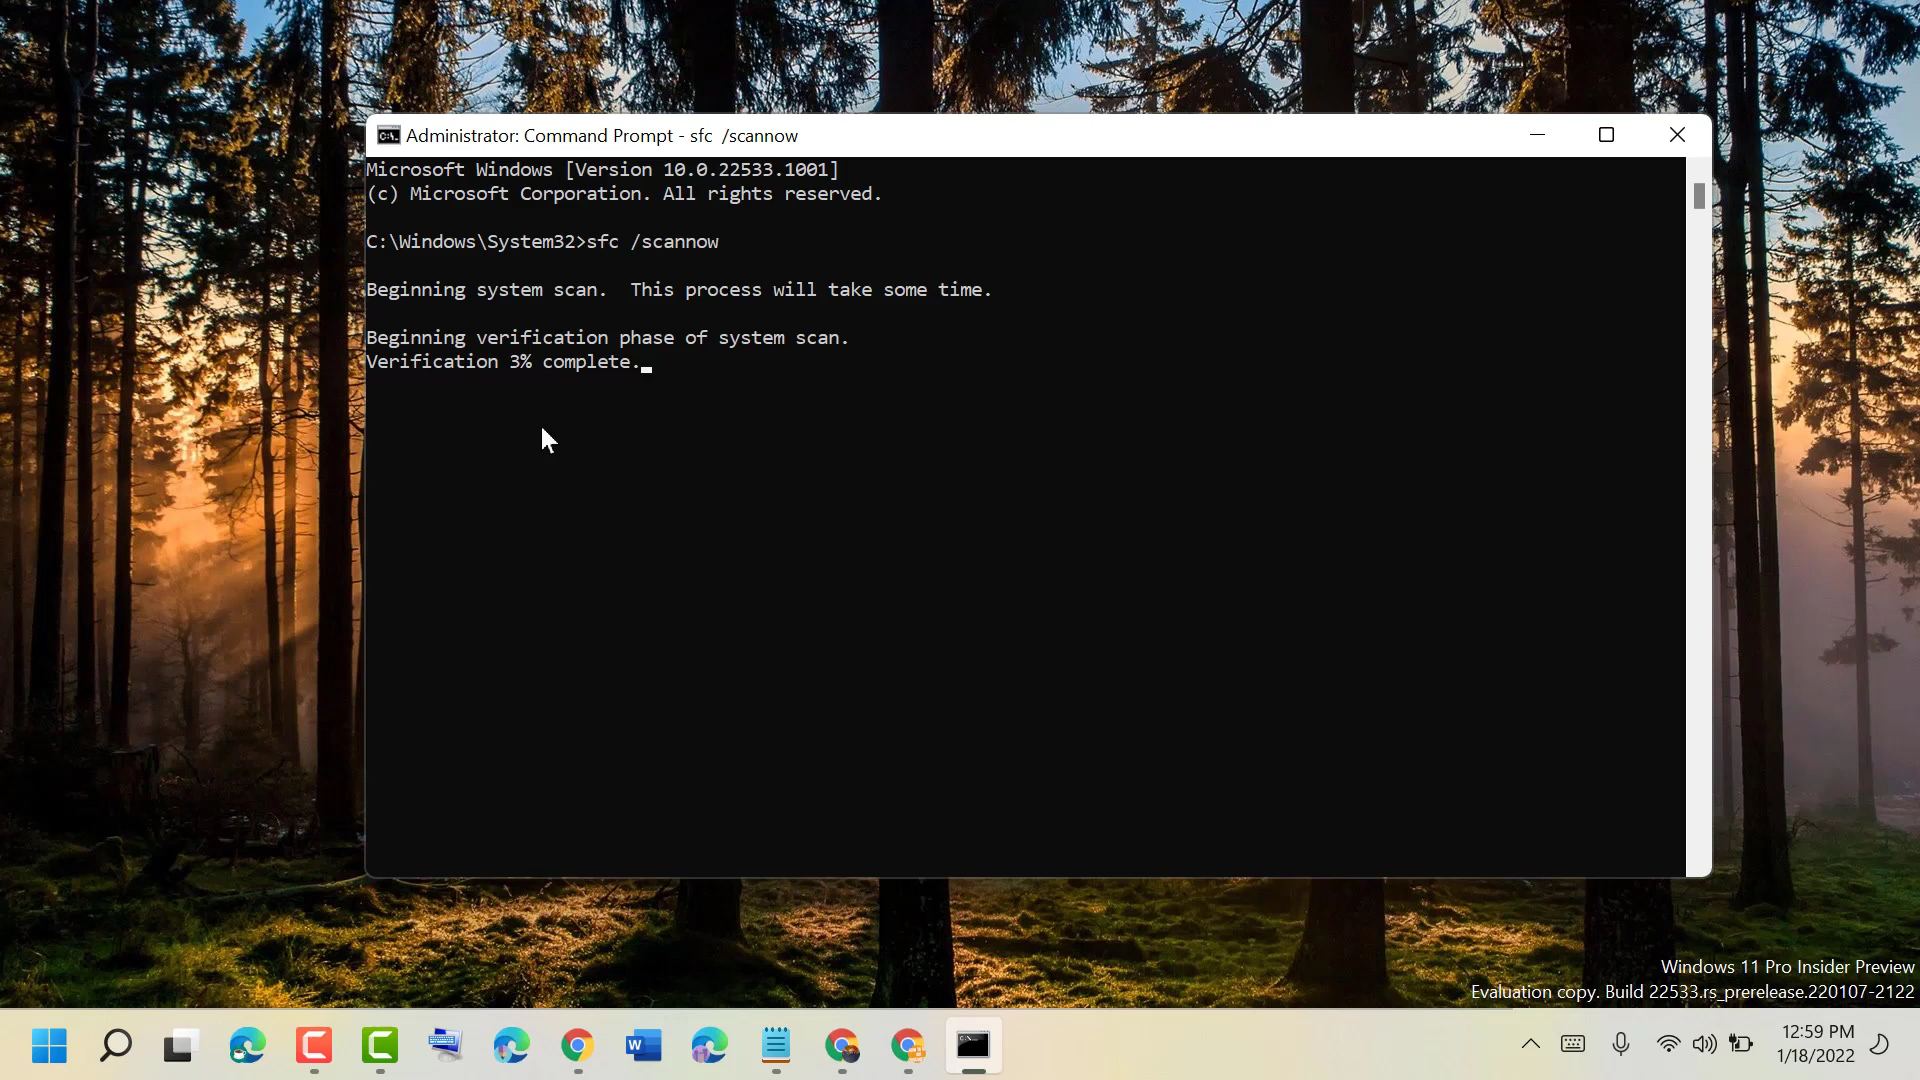 Administrator: Command Prompt - sfc  /scannow
Microsoft Windows [Version 10.0.22533.1001]
(c) Microsoft Corporation. All rights reserved.
C:\Windows\System32>sfc /scannow
Beginning system scan.  This process will take some time.
Beginning verification phase of system scan.
Verification 3% complete.
Windows 11 Pro Insider Preview
Evaluation copy. Build 22533.rs_prerelease.220107-2122
12:59 PM
1/18/2022